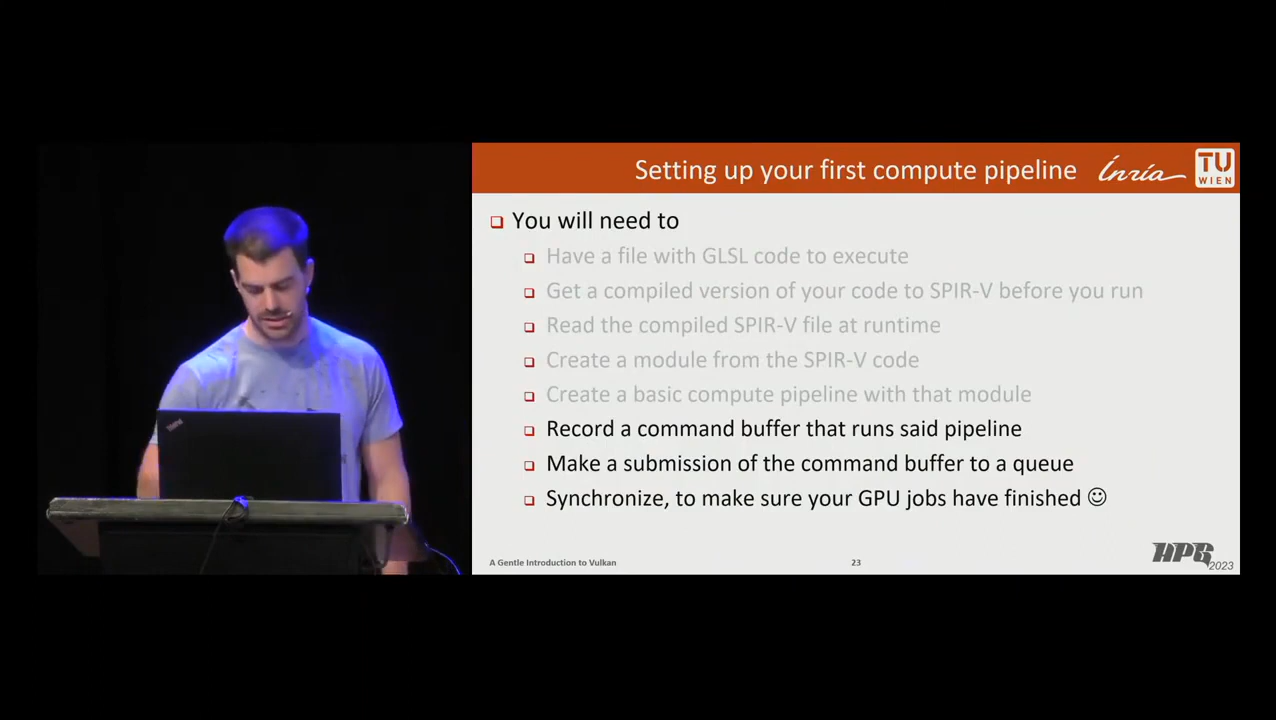 Setting up your first compute pipeline
Inria
TU
WIEN
You will need to
Have a file with GLSL code to execute
Get a compiled version of your code to SPIR-V before you run
Read the compiled SPIR-V file at runtime
Create a module from the SPIR-V code
Create a basic compute pipeline with that module
Record a command buffer that runs said pipeline
Make a submission of the command buffer to a queue
Synchronize, to make sure your GPU jobs have finished ☺
A Gentle Introduction to Vulkan
23
HPG
2023
ThinkPad